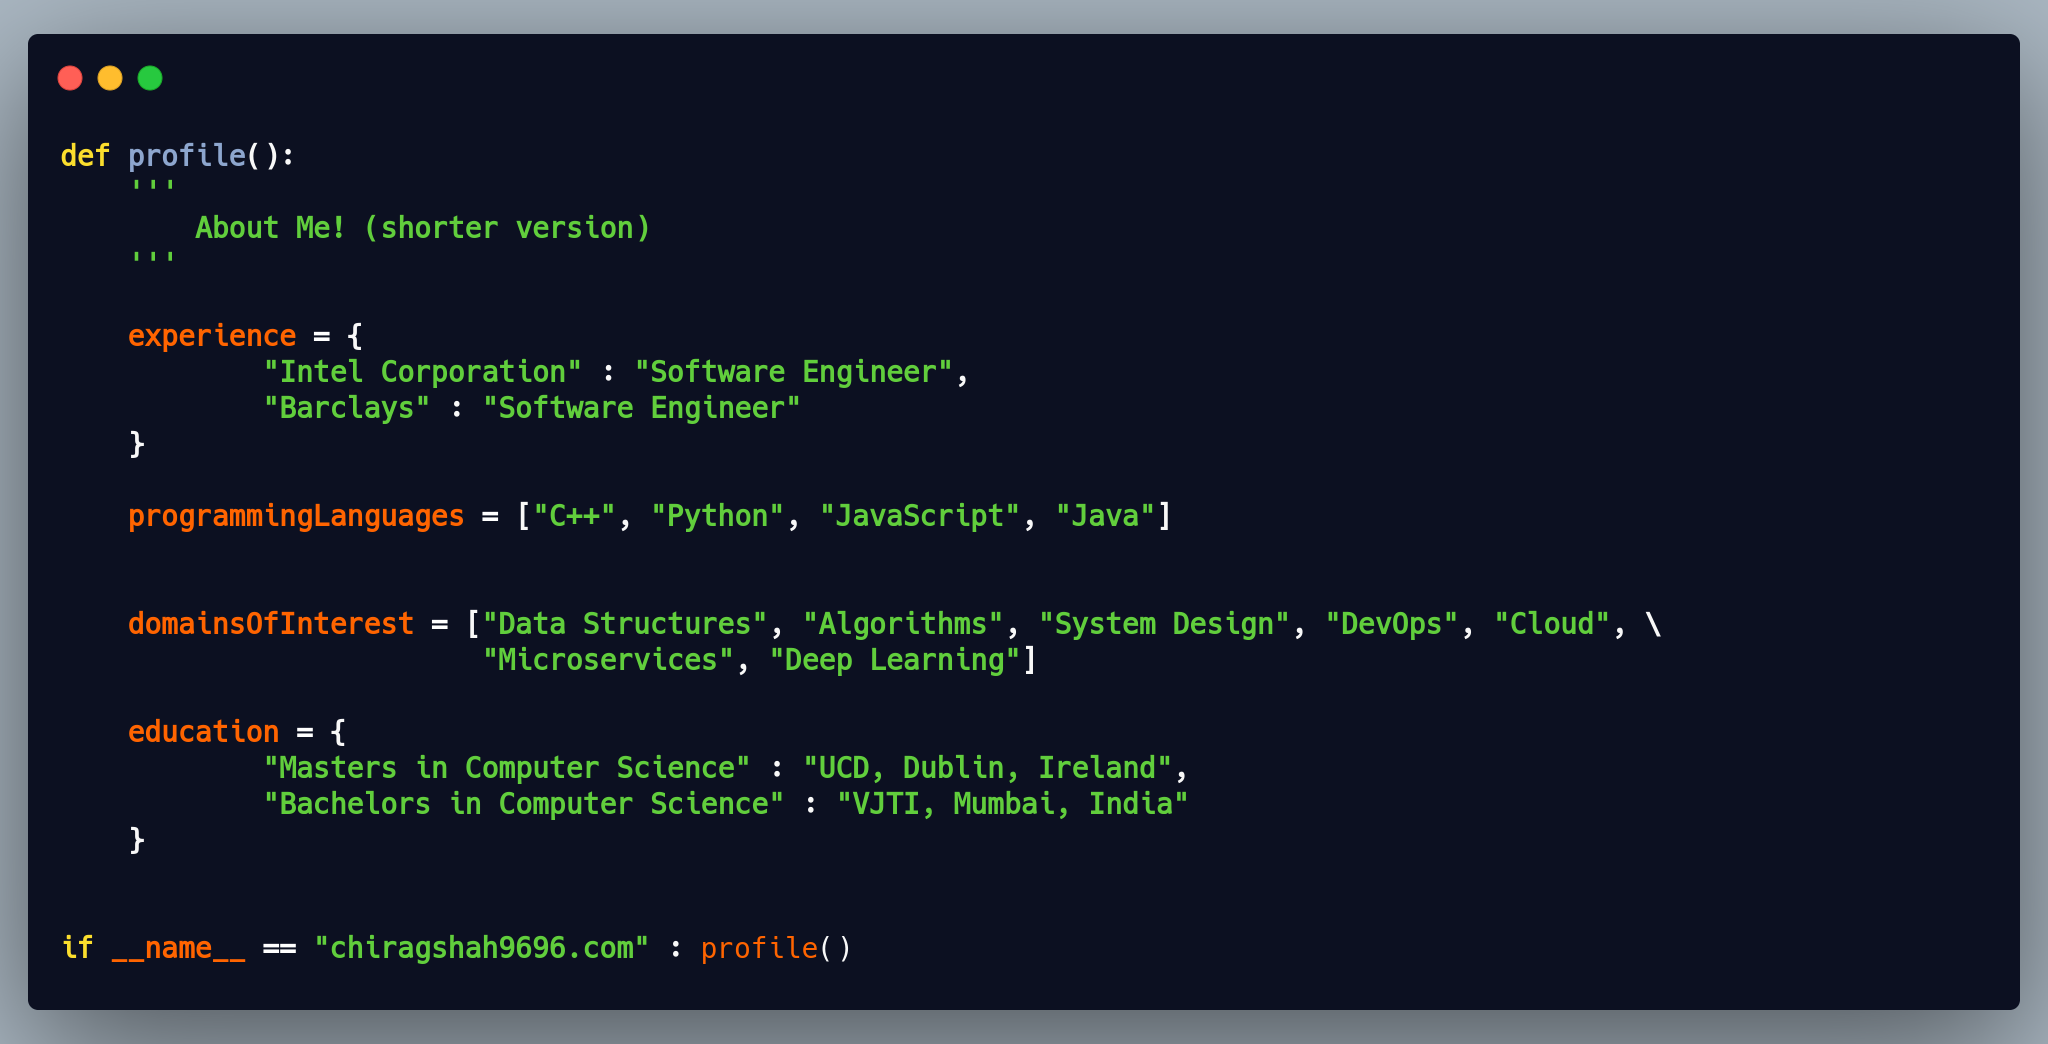 def profile():
    '''
        About Me! (shorter version)
    '''
    experience = {
            "Intel Corporation" : "Software Engineer",
            "Barclays" : "Software Engineer"
    }
    programmingLanguages = ["C++", "Python", "JavaScript", "Java"]
    domainsOfInterest = ["Data Structures", "Algorithms", "System Design", "DevOps", "Cloud", \
                         "Microservices", "Deep Learning"]
    education = {
            "Masters in Computer Science" : "UCD, Dublin, Ireland",
            "Bachelors in Computer Science" : "VJTI, Mumbai, India"
    }
if __name__ == "chiragshah9696.com" : profile()